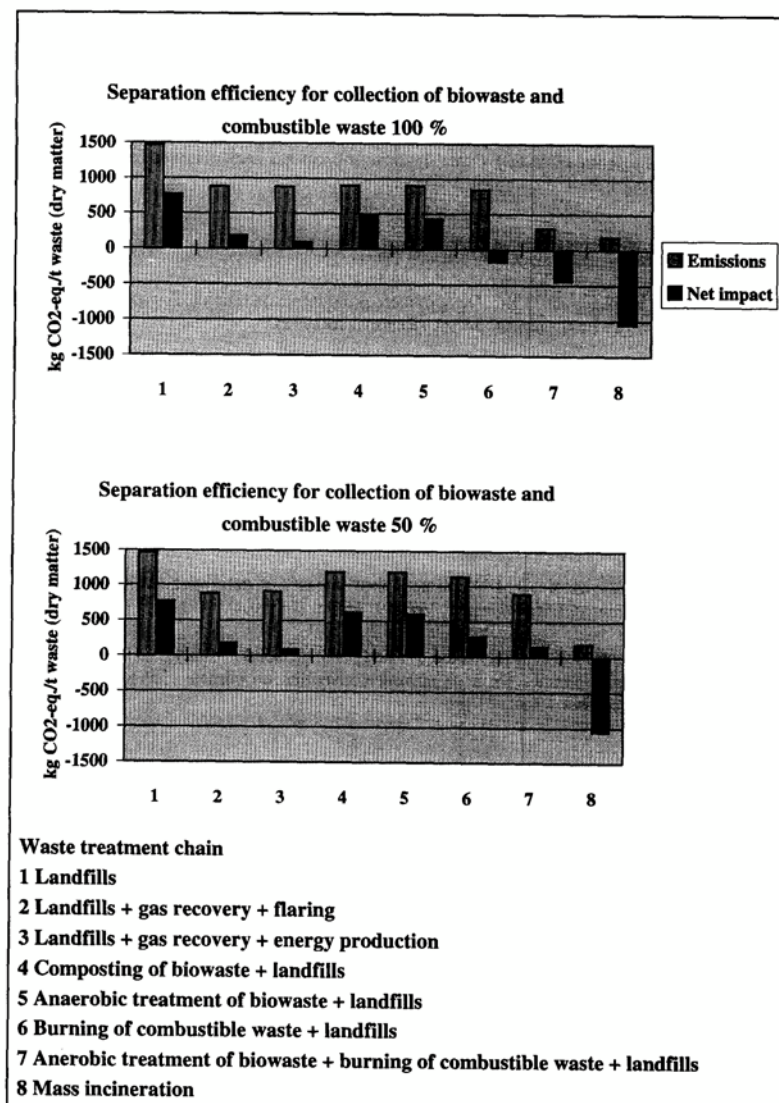 Separation efficiency for collection of biowaste and
combustible waste 100 %
kg CO2-eq./t waste (dry matter)
1500
1000
500
0
-500
-1000
-1500
1 2 3 4 5 6 7 8
Emissions
Net impact
Separation efficiency for collection of biowaste and
combustible waste 50 %
kg CO2-eq./t waste (dry matter)
1500
1000
500
0
-500
-1000
-1500
1 2 3 4 5 6 7 8
Waste treatment chain
1 Landfills
2 Landfills + gas recovery + flaring
3 Landfills + gas recovery + energy production
4 Composting of biowaste + landfills
5 Anaerobic treatment of biowaste + landfills
6 Burning of combustible waste + landfills
7 Anerobic treatment of biowaste + burning of combustible waste + landfills
8 Mass incineration